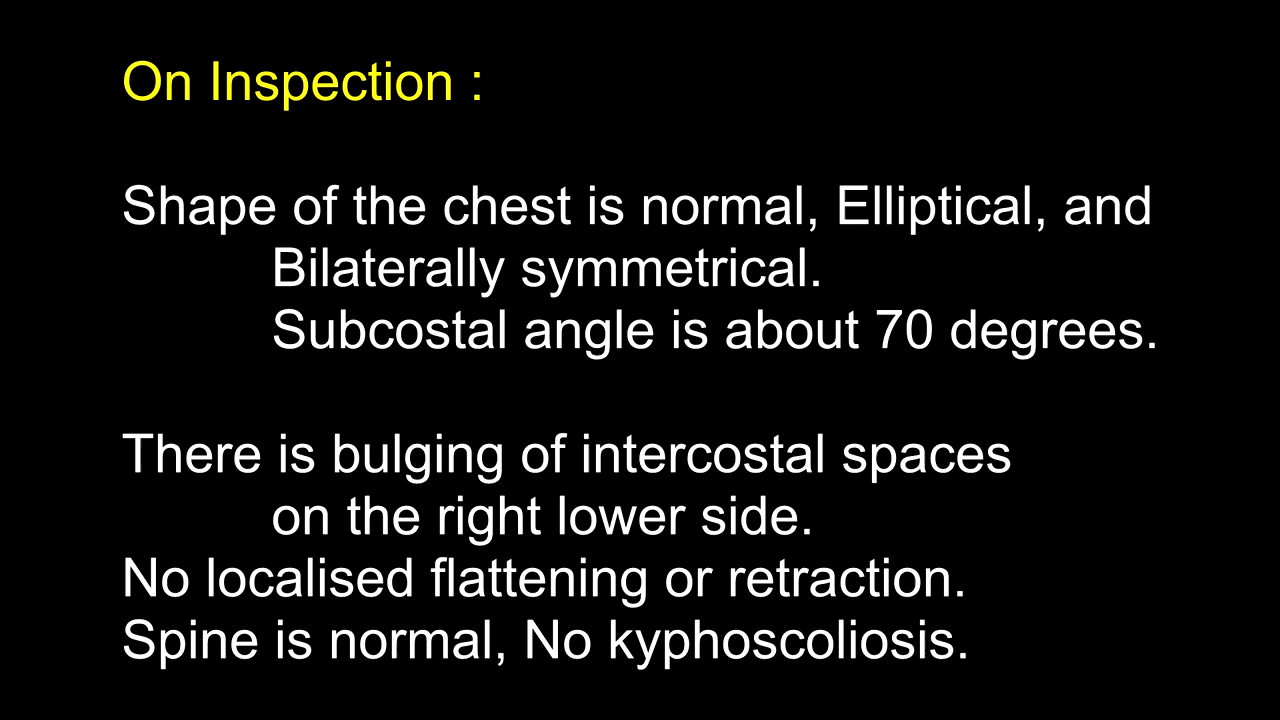 On Inspection :
Shape of the chest is normal, Elliptical, and
Bilaterally symmetrical.
Subcostal angle is about 70 degrees.
There is bulging of intercostal spaces
on the right lower side.
No localised flattening or retraction.
Spine is normal, No kyphoscoliosis.